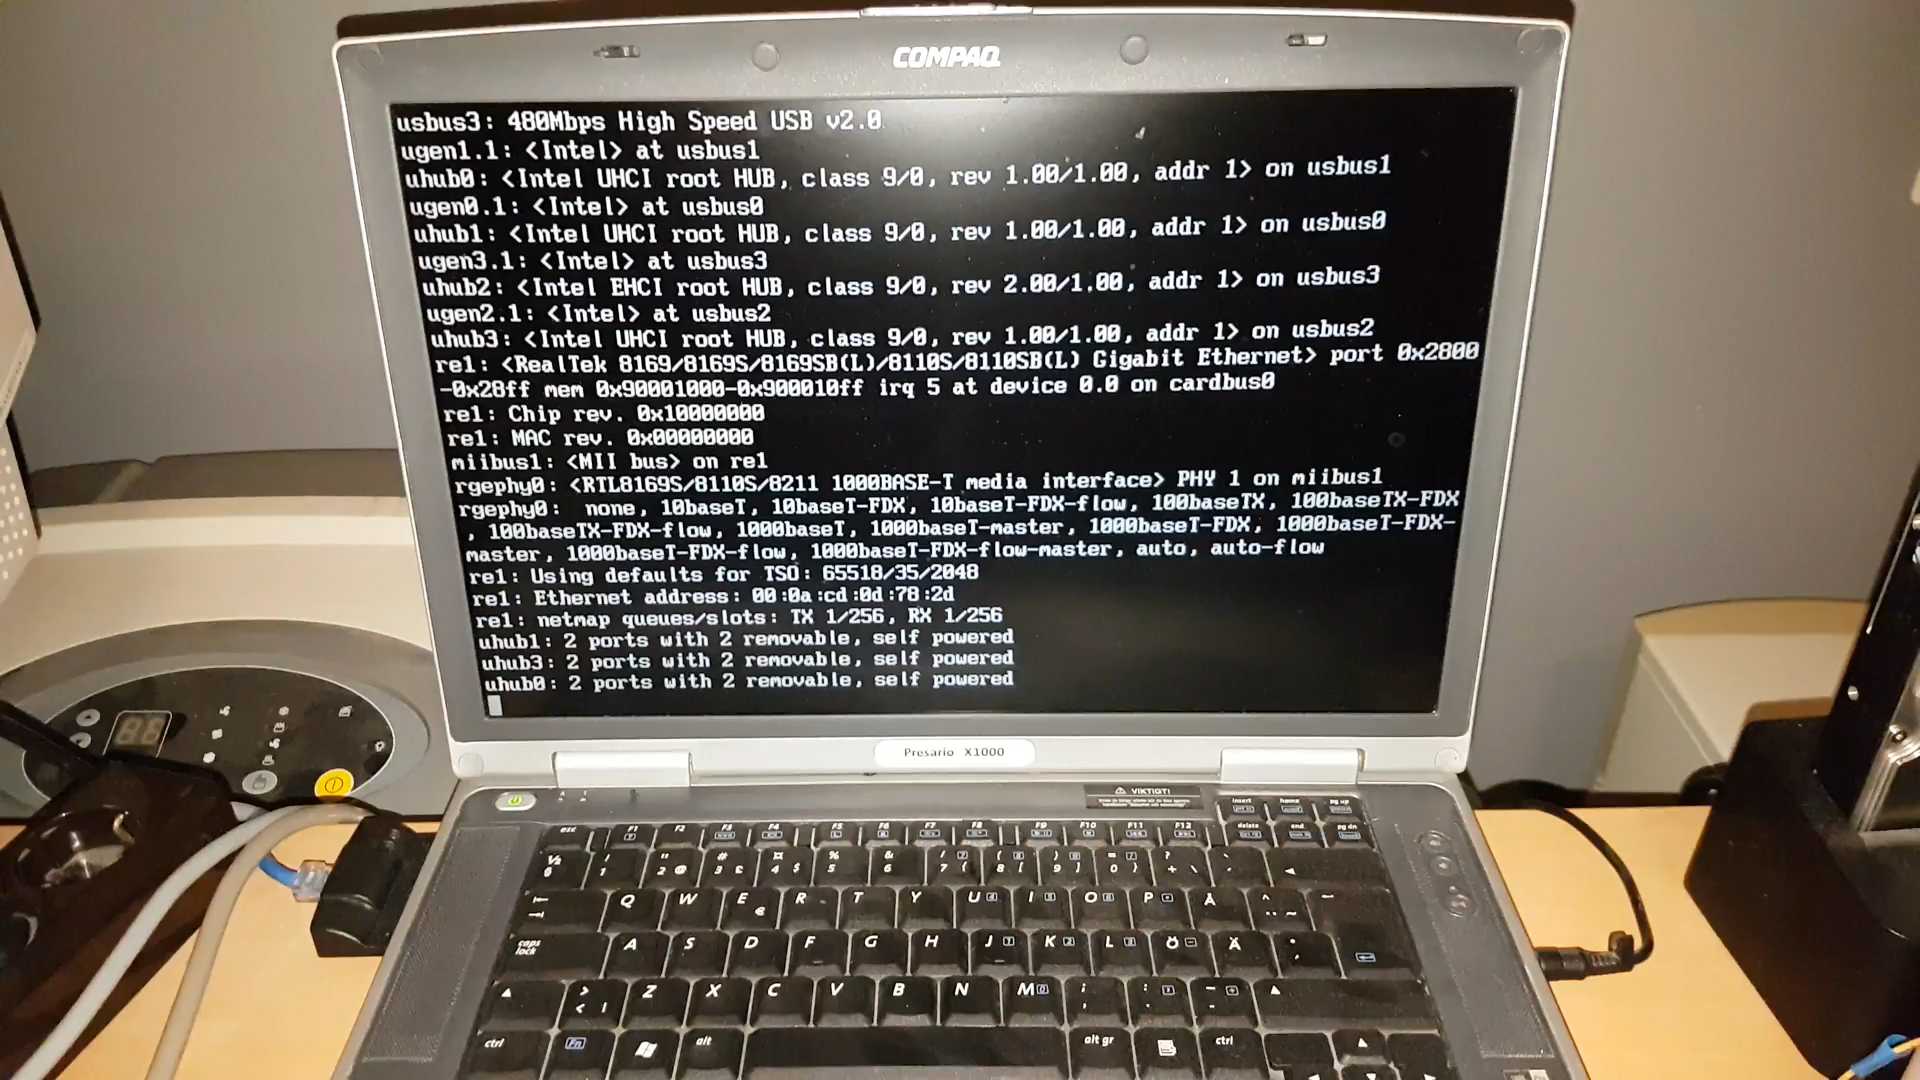 COMPAQ
usbus3: 480Mbps High Speed USB v2.0
ugen1.1: <Intel> at usbus1
uhub0: <Intel UHCI root HUB, class 9/0, rev 1.00/1.00, addr 1> on usbus1
ugen0.1: <Intel> at usbus0
uhub1: <Intel UHCI root HUB, class 9/0, rev 1.00/1.00, addr 1> on usbus0
ugen3.1: <Intel> at usbus3
uhub2: <Intel EHCI root HUB, class 9/0, rev 2.00/1.00, addr 1> on usbus3
ugen2.1: <Intel> at usbus2
uhub3: <Intel UHCI root HUB, class 9/0, rev 1.00/1.00, addr 1> on usbus2
re1: <RealTek 8169/8169S/8169SB(L)/8110S/8110SB(L) Gigabit Ethernet> port 0x2800
-0x28ff mem 0x90001000-0x900010ff irq 5 at device 0.0 on cardbus0
re1: Chip rev. 0x10000000
re1: MAC rev. 0x00000000
miibus1: <MII bus> on re1
rgephy0: <RTL8169S/8110S/8211 1000BASE-T media interface> PHY 1 on miibus1
rgephy0:  none, 10baseT, 10baseT-FDX, 10baseT-FDX-flow, 100baseTX, 100baseTX-FDX
, 100baseTX-FDX-flow, 1000baseT, 1000baseT-master, 1000baseT-FDX, 1000baseT-FDX-
master, 1000baseT-FDX-flow, 1000baseT-FDX-flow-master, auto, auto-flow
re1: Using defaults for TSO: 65518/35/2048
re1: Ethernet address: 00:0a:cd:0d:78:2d
re1: netmap queues/slots: TX 1/256, RX 1/256
uhub1: 2 ports with 2 removable, self powered
uhub3: 2 ports with 2 removable, self powered
uhub0: 2 ports with 2 removable, self powered
Presario X1000
VIKTIGT!
insert home pg up
esc F1 F2 F3 F4 F5 F6 F7 F8 F9 F10 F11 F12 delete end pg dn
Q W E R T Y U I O P Å
caps lock A S D F G H J K L Ö Ä
Z X C V B N M
ctrl Fn alt alt gr ctrl